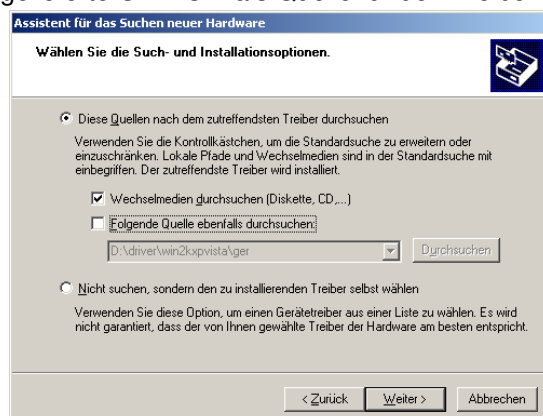 Assistent für das Suchen neuer Hardware
Wählen Sie die Such- und Installationsoptionen.
Diese Quellen nach dem zutreffendsten Treiber durchsuchen
Verwenden Sie die Kontrollkästchen, um die Standardsuche zu erweitern oder
einzuschränken. Lokale Pfade und Wechselmedien sind in der Standardsuche mit
einbegriffen. Der zutreffendste Treiber wird installiert.
Wechselmedien durchsuchen (Diskette, CD,...)
Folgende Quelle ebenfalls durchsuchen:
D:\driver\win2kxpvista\ger
Durchsuchen
Nicht suchen, sondern den zu installierenden Treiber selbst wählen
Verwenden Sie diese Option, um einen Gerätetreiber aus einer Liste zu wählen. Es wird
nicht garantiert, dass der von Ihnen gewählte Treiber der Hardware am besten entspricht.
< Zurück
Weiter >
Abbrechen